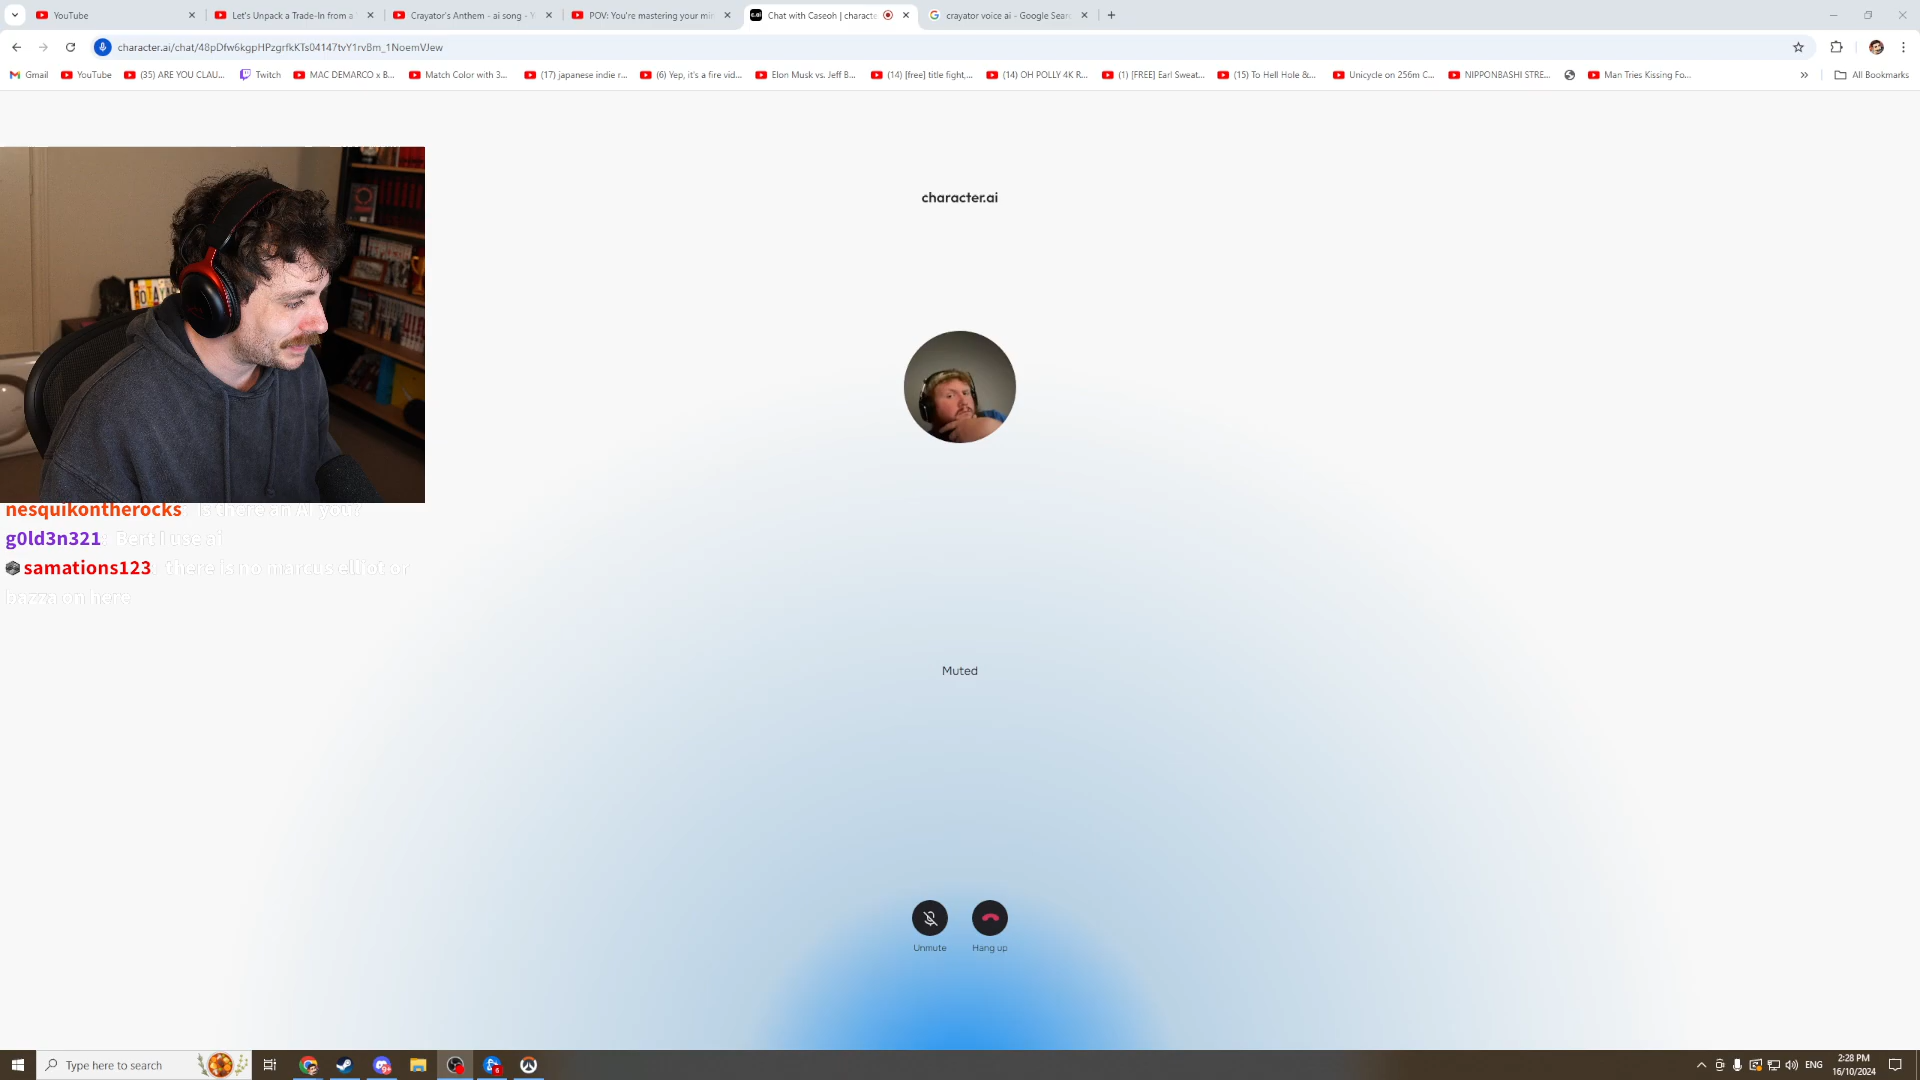 YouTube
Let's Unpack a Trade-In from a
Crayator's Anthem - ai song - Y
POV: You're mastering your mi
Chat with Caseoh | characte
crayator voice ai - Google Sear
character.ai/chat/48pDfw6kgpHPzgrfkKTs04147tvY1rvBm_1NoemVJew
Gmail
YouTube
(35) ARE YOU CLAU...
Twitch
MAC DEMARCO x B...
Match Color with 3...
(17) japanese indie r...
(6) Yep, it's a fire vid...
Elon Musk vs. Jeff B...
(14) [free] title fight,...
(14) OH POLLY 4K R...
(1) [FREE] Earl Sweat...
(15) To Hell Hole &...
Unicycle on 256m C...
NIPPONBASHI STRE...
Man Tries Kissing Fo...
All Bookmarks
character.ai
nesquikontherocks: Is there an AI you?
g0ld3n321: Bert I use ai
samations123: there is no marcus elliot or
bazza on here
Muted
Unmute
Hang up
Type here to search
ENG
2:28 PM
16/10/2024